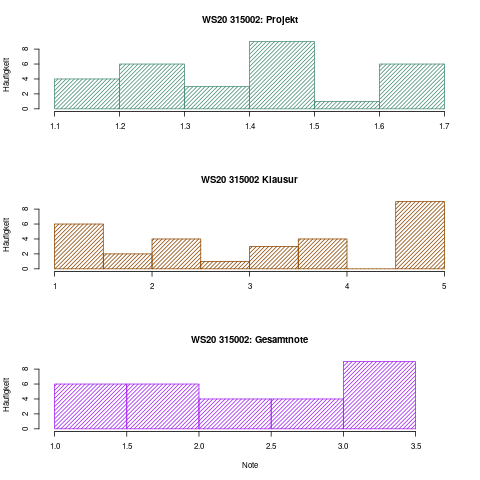 WS20 315002: Projekt
Häufigkeit
0 2 4 6 8
1.1 1.2 1.3 1.4 1.5 1.6 1.7
WS20 315002 Klausur
Häufigkeit
0 2 4 6 8
1 2 3 4 5
WS20 315002: Gesamtnote
Häufigkeit
0 2 4 6 8
1.0 1.5 2.0 2.5 3.0 3.5
Note